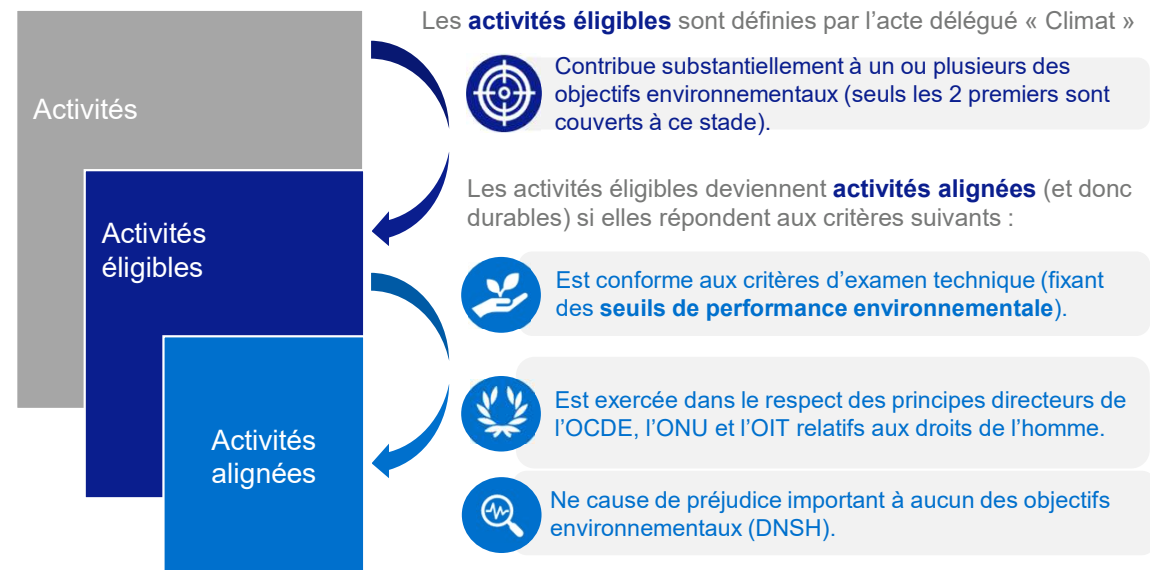 Les activités éligibles sont définies par l’acte délégué « Climat »
Activités
Contribue substantiellement à un ou plusieurs des
objectifs environnementaux (seuls les 2 premiers sont
couverts à ce stade).
Les activités éligibles deviennent activités alignées (et donc
durables) si elles répondent aux critères suivants :
Activités
éligibles
Est conforme aux critères d’examen technique (fixant
des seuils de performance environnementale).
Est exercée dans le respect des principes directeurs de
l’OCDE, l’ONU et l’OIT relatifs aux droits de l’homme.
Activités
alignées
Ne cause de préjudice important à aucun des objectifs
environnementaux (DNSH).